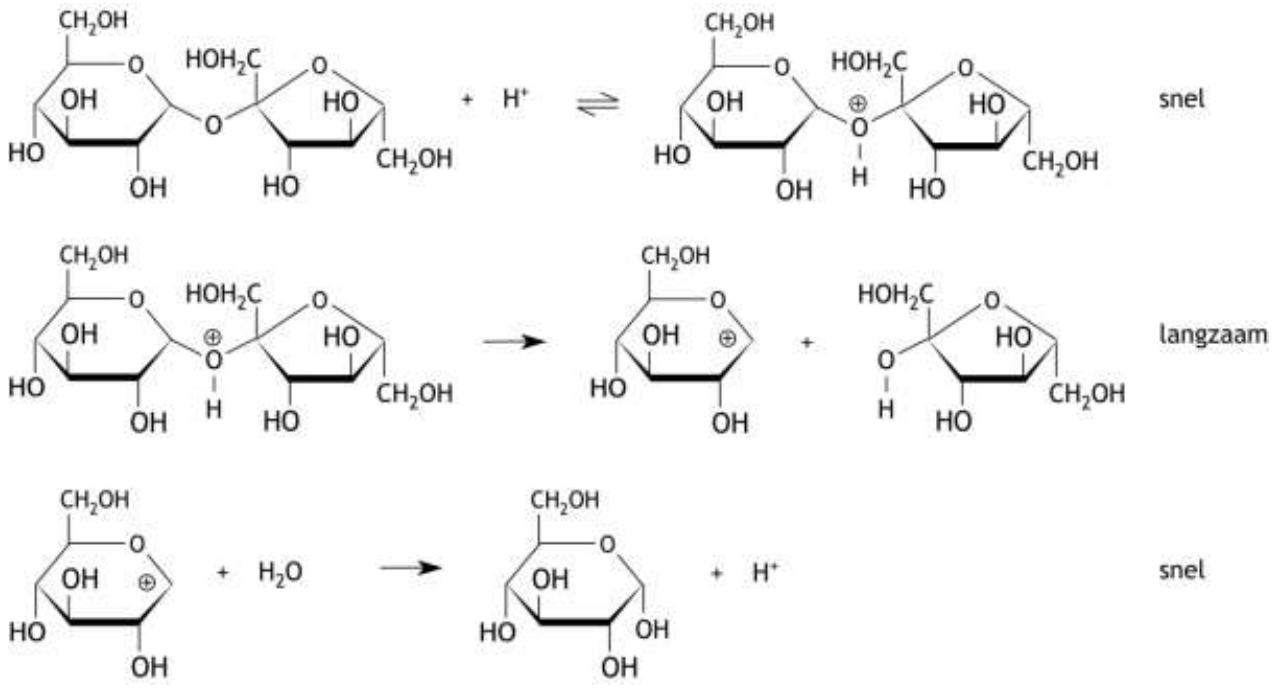 CH₂OH CH₂OH
HOH₂C O HOH₂C O
O O
OH HO + H⁺ ⇌ OH ⊕ HO snel
HO O CH₂OH HO O CH₂OH
OH HO H
OH HO
CH₂OH CH₂OH
HOH₂C O HOH₂C O
O O
OH ⊕ HO → OH ⊕ + HO langzaam
HO O CH₂OH HO O CH₂OH
H H
OH HO OH HO
CH₂OH CH₂OH
O O
OH ⊕ + H₂O → OH + H⁺ snel
HO HO OH
OH OH